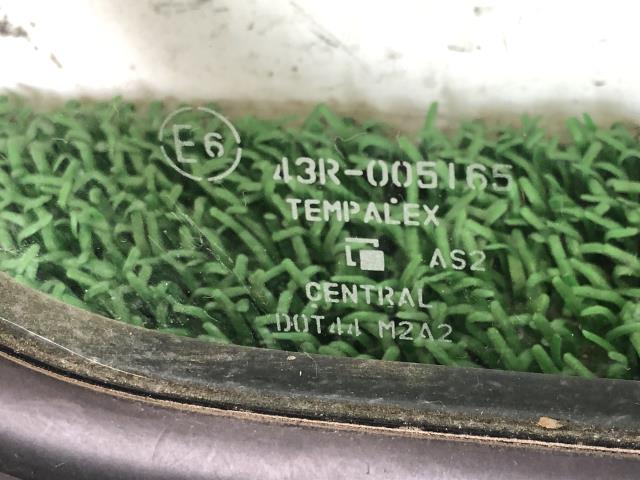 E6
43R-005165
TEMPALEX
AS2
CENTRAL
DOT44 M2A2